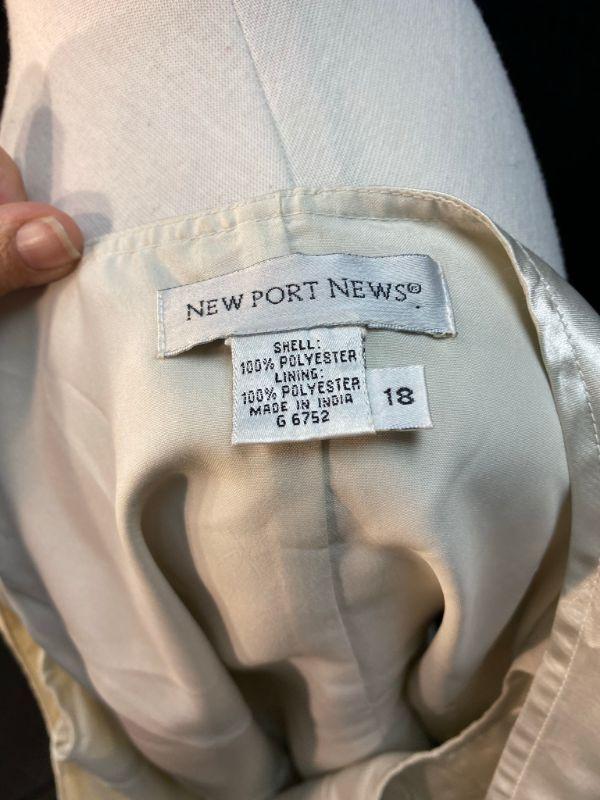 NEW PORT NEWS®
SHELL:
100% POLYESTER
LINING:
100% POLYESTER
MADE IN INDIA
G 6752
18